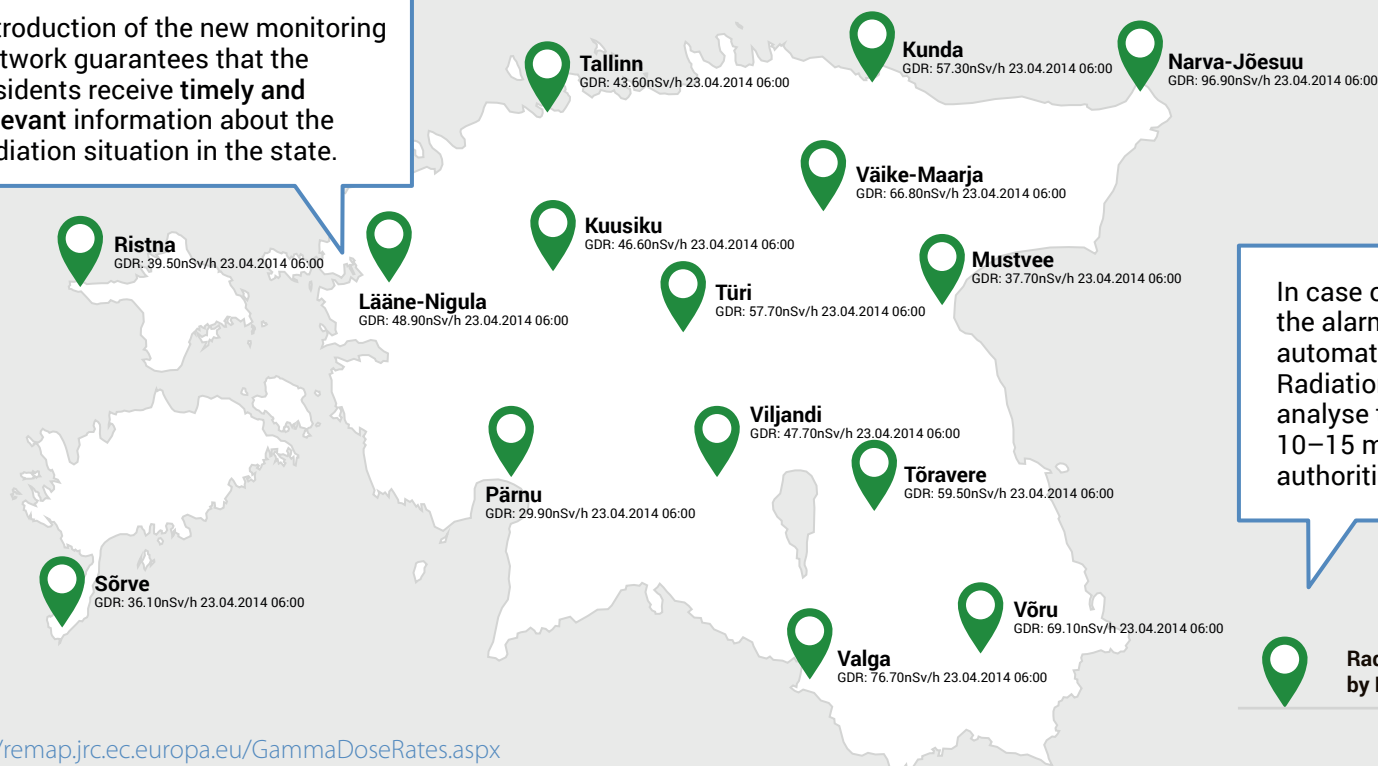 troduction of the new monitoring
twork guarantees that the
sidents receive timely and
evant information about the
diation situation in the state.
Tallinn
GDR: 43.60nSv/h 23.04.2014 06:00
Kunda
GDR: 57.30nSv/h 23.04.2014 06:00
Narva-Jõesuu
GDR: 96.90nSv/h 23.04.2014 06:00
Väike-Maarja
GDR: 66.80nSv/h 23.04.2014 06:00
Ristna
GDR: 39.50nSv/h 23.04.2014 06:00
Kuusiku
GDR: 46.60nSv/h 23.04.2014 06:00
Mustvee
GDR: 37.70nSv/h 23.04.2014 06:00
Lääne-Nigula
GDR: 48.90nSv/h 23.04.2014 06:00
Türi
GDR: 57.70nSv/h 23.04.2014 06:00
In case o
the alarm
automat
Radiation
analyse t
10–15 m
authoriti
Viljandi
GDR: 47.70nSv/h 23.04.2014 06:00
Tõravere
GDR: 59.50nSv/h 23.04.2014 06:00
Pärnu
GDR: 29.90nSv/h 23.04.2014 06:00
Sõrve
GDR: 36.10nSv/h 23.04.2014 06:00
Võru
GDR: 69.10nSv/h 23.04.2014 06:00
Valga
GDR: 76.70nSv/h 23.04.2014 06:00
Rad
by
/remap.jrc.ec.europa.eu/GammaDoseRates.aspx